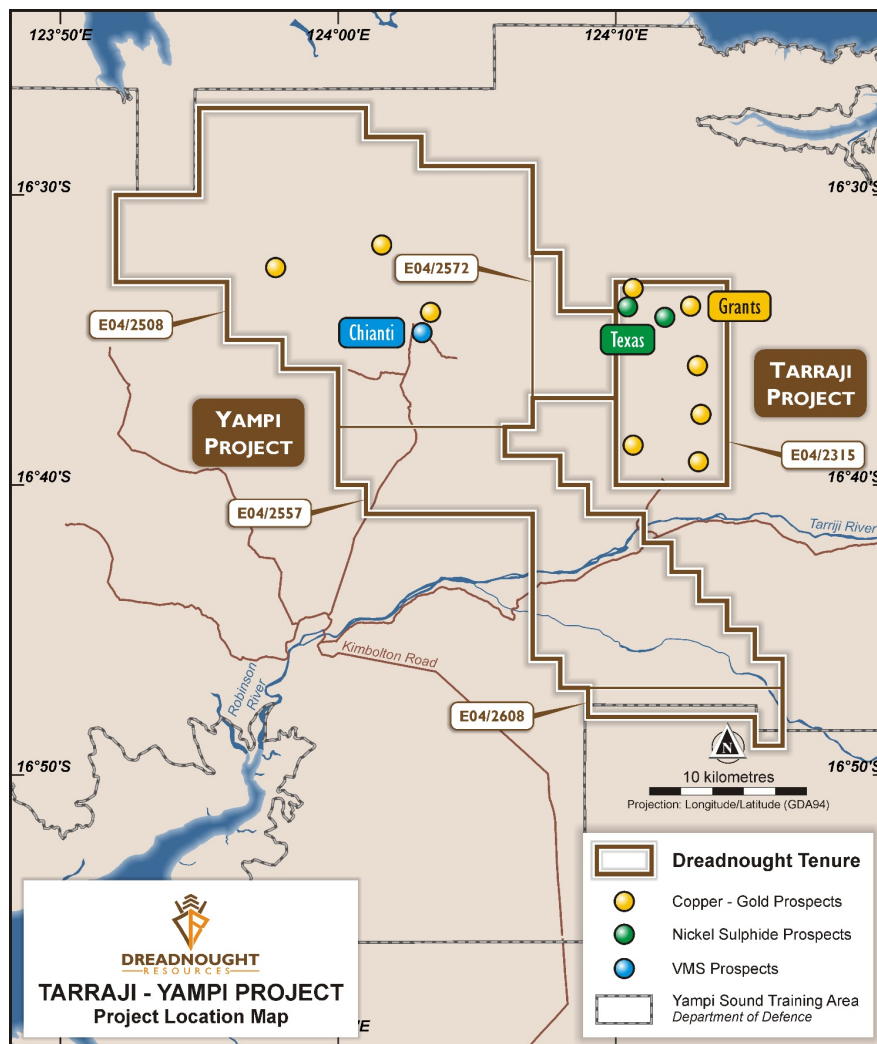 123°50'E
124°00'E
124°10'E
16°30'S
16°30'S
E04/2572
E04/2508
Chianti
Grants
Texas
TARRAJI
PROJECT
YAMPI
PROJECT
E04/2315
16°40'S
16°40'S
E04/2557
Tarriji River
Kimbolton Road
Robinson
River
E04/2608
N
16°50'S
16°50'S
10 kilometres
Projection: Longitude/Latitude (GDA94)
Dreadnought Tenure
Copper - Gold Prospects
Nickel Sulphide Prospects
VMS Prospects
Yampi Sound Training Area
Department of Defence
DREADNOUGHT
RESOURCES
TARRAJI - YAMPI PROJECT
Project Location Map
'E